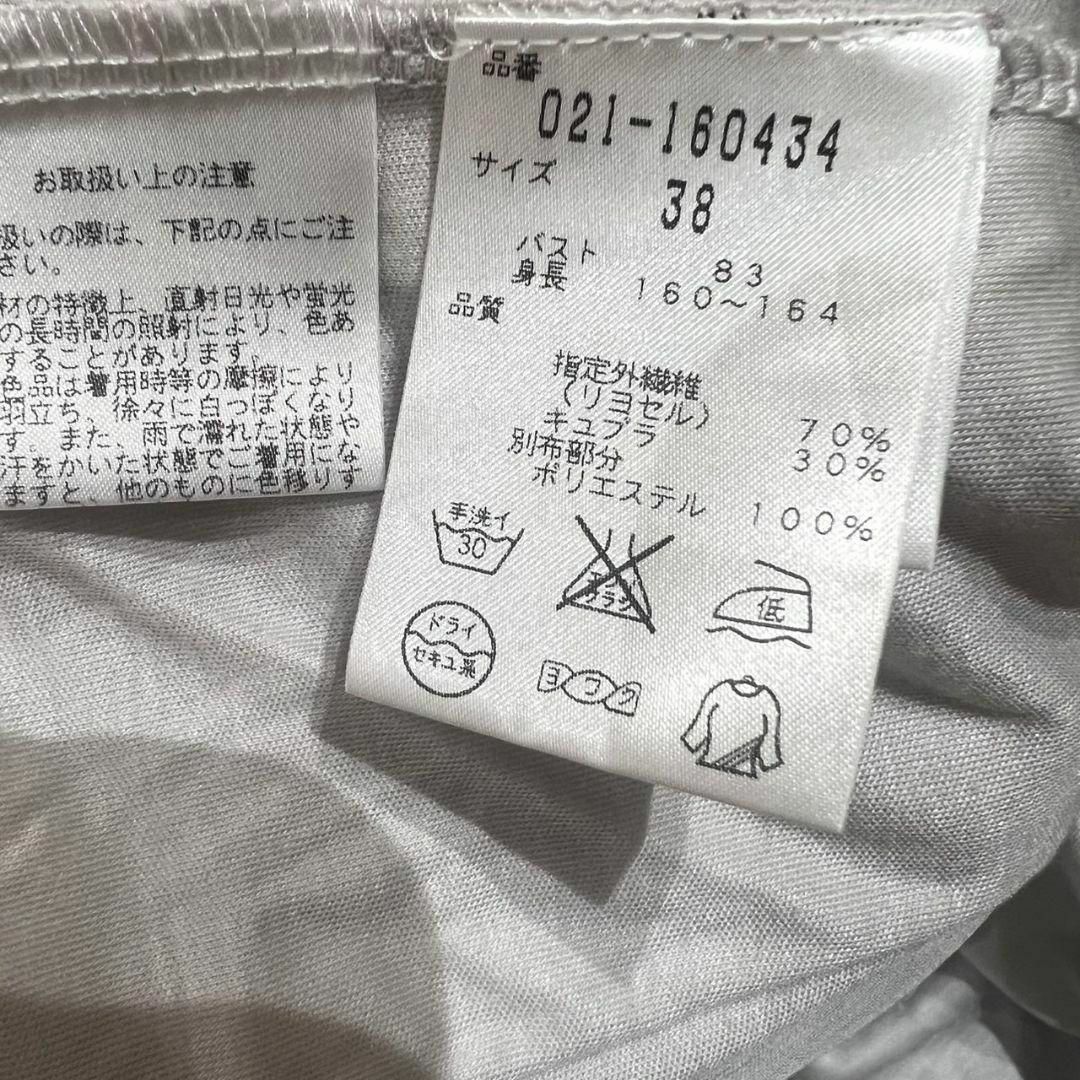 お取扱い上の注意
扱いの際は、下記の点にご注
さい。
材の特徴上、直射日光や蛍光
の長時間の照射により、色あ
することがあります。
色品は着用時等の摩擦により
羽立ち、徐々に白っぽくなり
す。また、雨で濡れた状態や
汗をかいた状態でご着用にな
ますと、他のものに色移りす
品番
021-160434
サイズ
38
バスト 83
身長 160～164
品質
指定外繊維
(リヨセル) 70%
キュプラ 30%
別布部分
ポリエステル 100%
手洗イ
30
エンソ
サラシ
低
ドライ
セキユ系
ヨワク